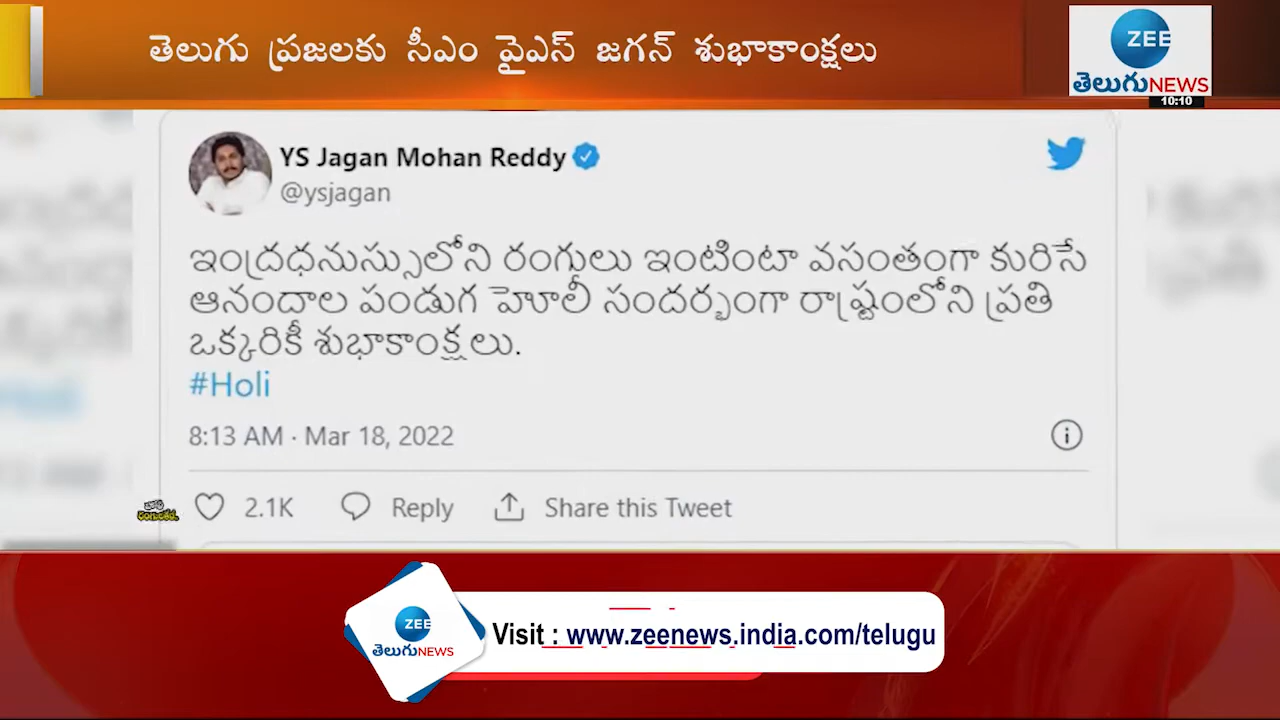 తెలుగు ప్రజలకు సీఎం వైఎస్ జగన్ శుభాకాంక్షలు
ZEE
తెలుగు NEWS
10:10
YS Jagan Mohan Reddy
@ysjagan
ఇంద్రధనుస్సులోని రంగులు ఇంటింటా వసంతంగా కురిసే
ఆనందాల పండుగ హెూలీ సందర్భంగా రాష్ట్రంలోని ప్రతి
ఒక్కరికీ శుభాకాంక్షలు.
#Holi
8:13 AM · Mar 18, 2022
2.1K Reply Share this Tweet
ZEE
తెలుగు NEWS
Visit : www.zeenews.india.com/telugu